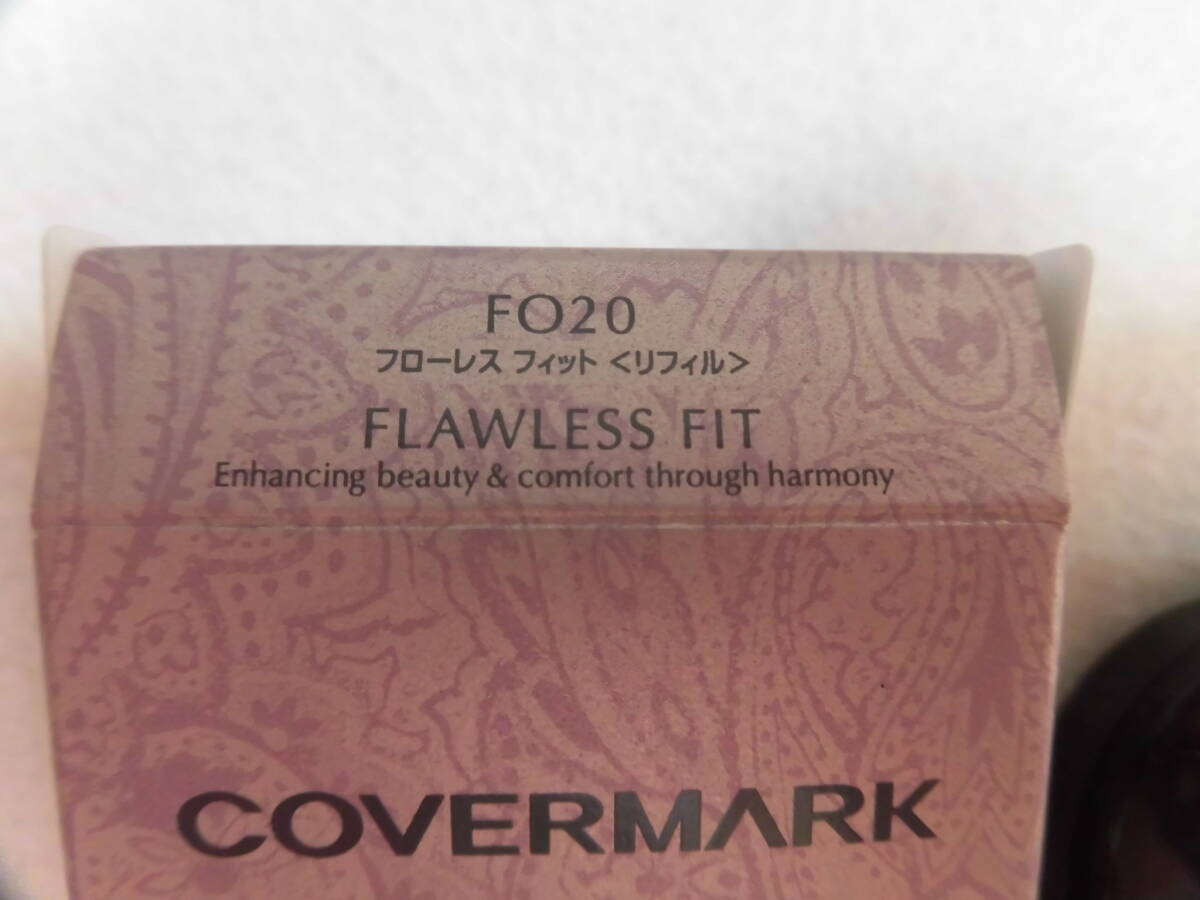 FO20
フローレス フィット <リフィル>
FLAWLESS FIT
Enhancing beauty & comfort through harmony
COVERMARK